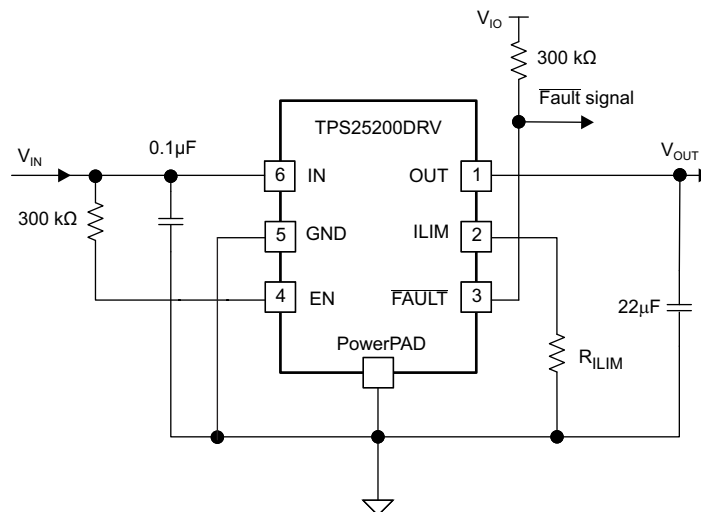 V_IO
300 kΩ
Fault signal
TPS25200DRV
V_IN
0.1µF
6 IN
OUT 1
V_OUT
300 kΩ
5 GND
ILIM 2
4 EN
FAULT 3
22µF
PowerPAD
R_ILIM